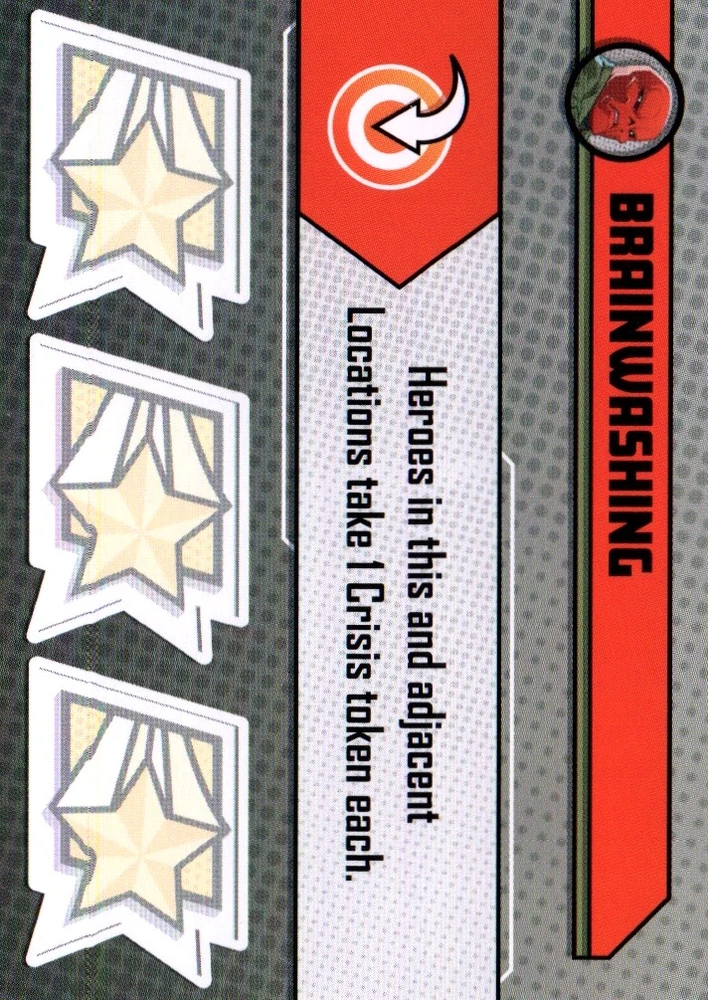 BRAINWASHING
Heroes in this and adjacent
Locations take 1 Crisis token each.